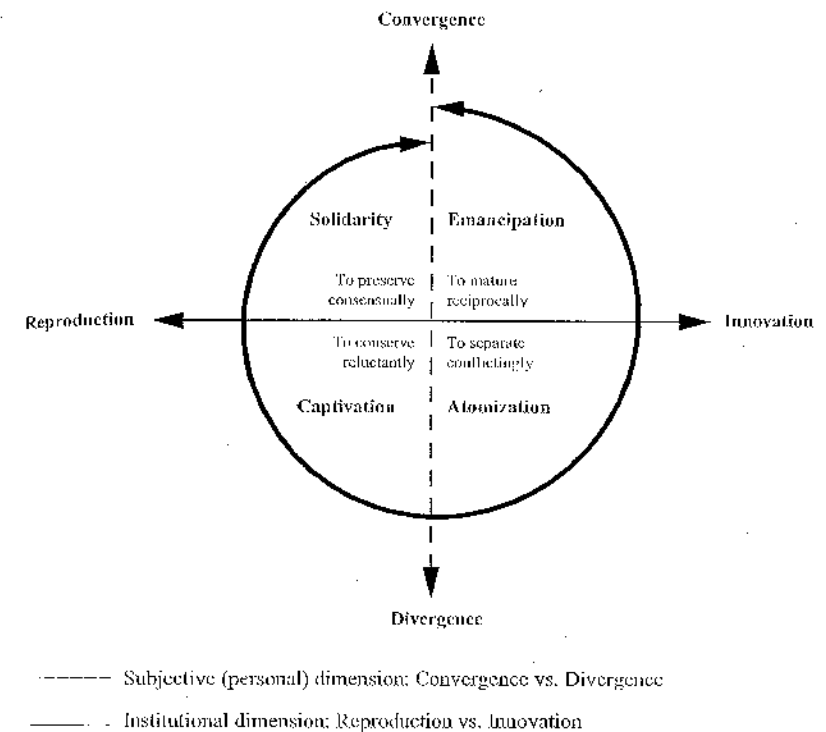 Convergence
Solidarity
Emancipation
To preserve
consensually
To mature
reciprocally
Reproduction
Innovation
To conserve
reluctantly
To separate
conflictingly
Captivation
Atomization
Divergence
Subjective (personal) dimension: Convergence vs. Divergence
Institutional dimension: Reproduction vs. Innovation